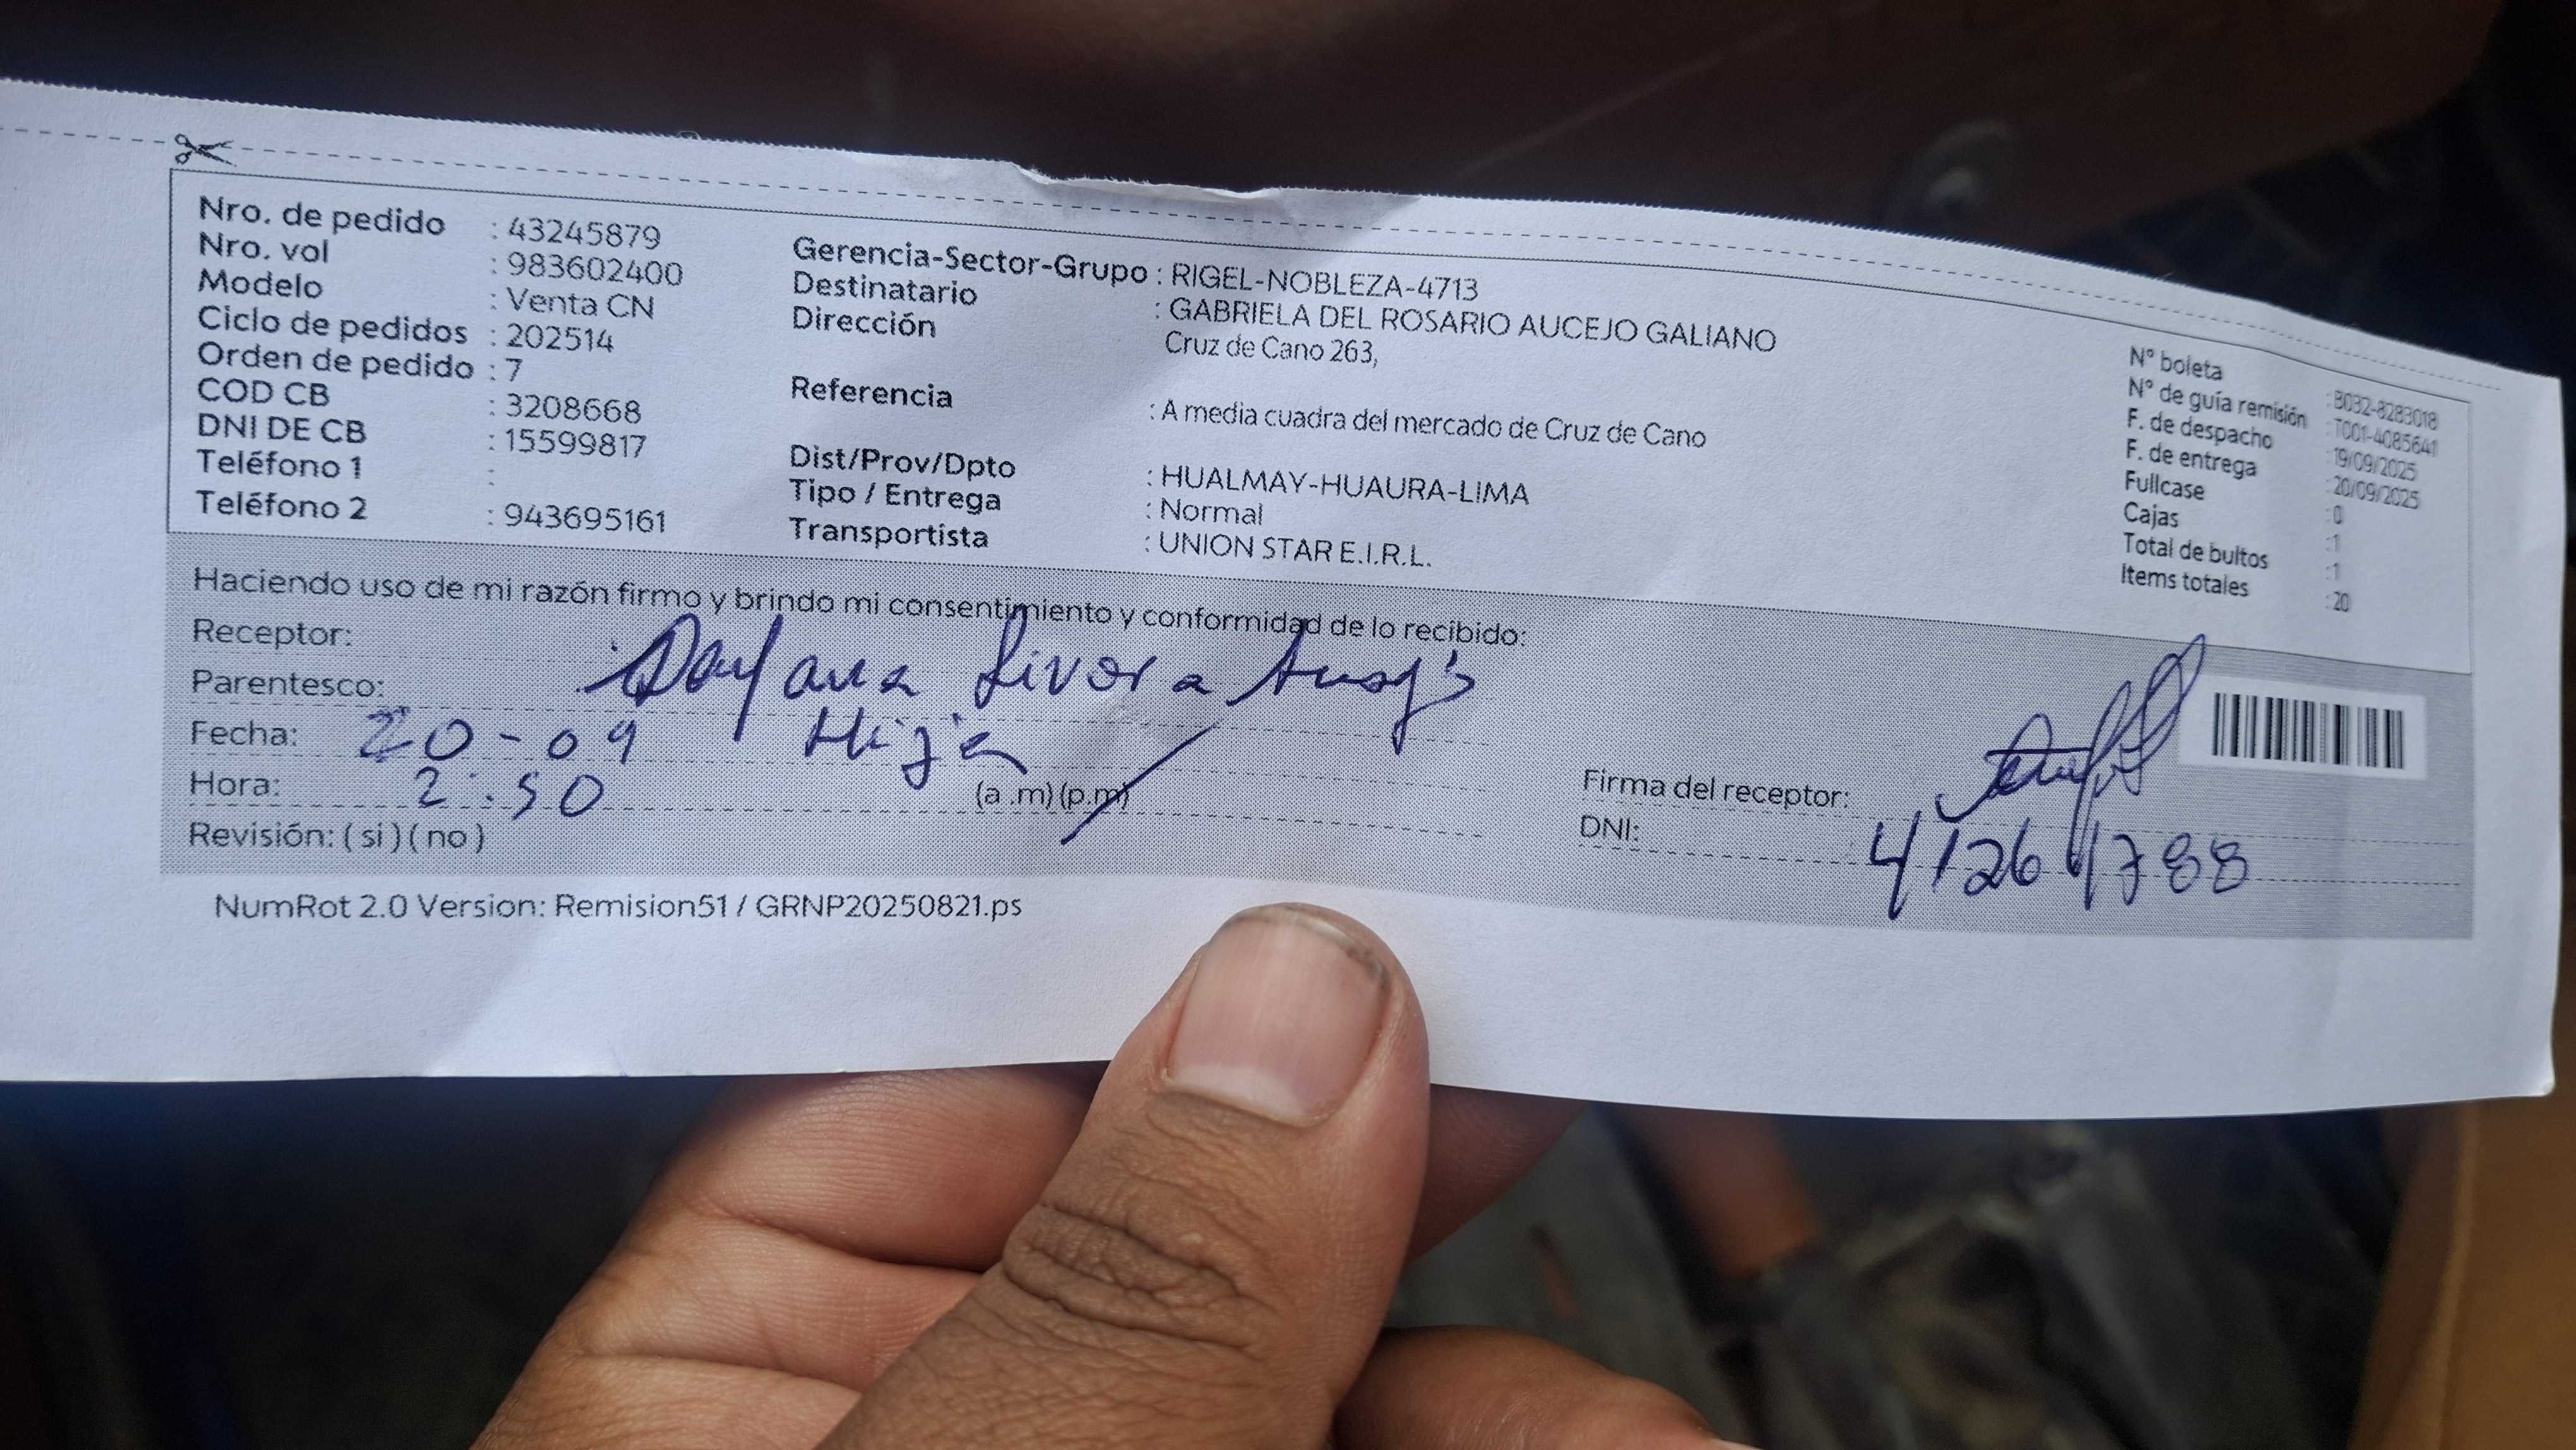 Nro. de pedido : 43245879
Nro. vol : 983602400
Modelo : Venta CN
Ciclo de pedidos : 202514
Orden de pedido : 7
COD CB : 3208668
DNI DE CB : 15599817
Teléfono 1 :
Teléfono 2 : 943695161
Gerencia-Sector-Grupo : RIGEL-NOBLEZA-4713
Destinatario : GABRIELA DEL ROSARIO AUCEJO GALIANO
Dirección Cruz de Cano 263,
Referencia : A media cuadra del mercado de Cruz de Cano
Dist/Prov/Dpto : HUALMAY-HUAURA-LIMA
Tipo / Entrega : Normal
Transportista : UNION STAR E.I.R.L.
N° boleta : B032-8283018
N° de guía remisión : T001-4085641
F. de despacho : 19/09/2025
F. de entrega : 20/09/2025
Fullcase : 0
Cajas : 1
Total de bultos : 1
Items totales : 20
Haciendo uso de mi razón firmo y brindo mi consentimiento y conformidad de lo recibido:
Receptor: Dayana
Parentesco: Hija
Fecha: 20-09
Hora: 2:50 (a .m) (p.m)
Revisión: ( si ) ( no )
Firma del receptor:
DNI:
NumRot 2.0 Version: Remision51 / GRNP20250821.ps